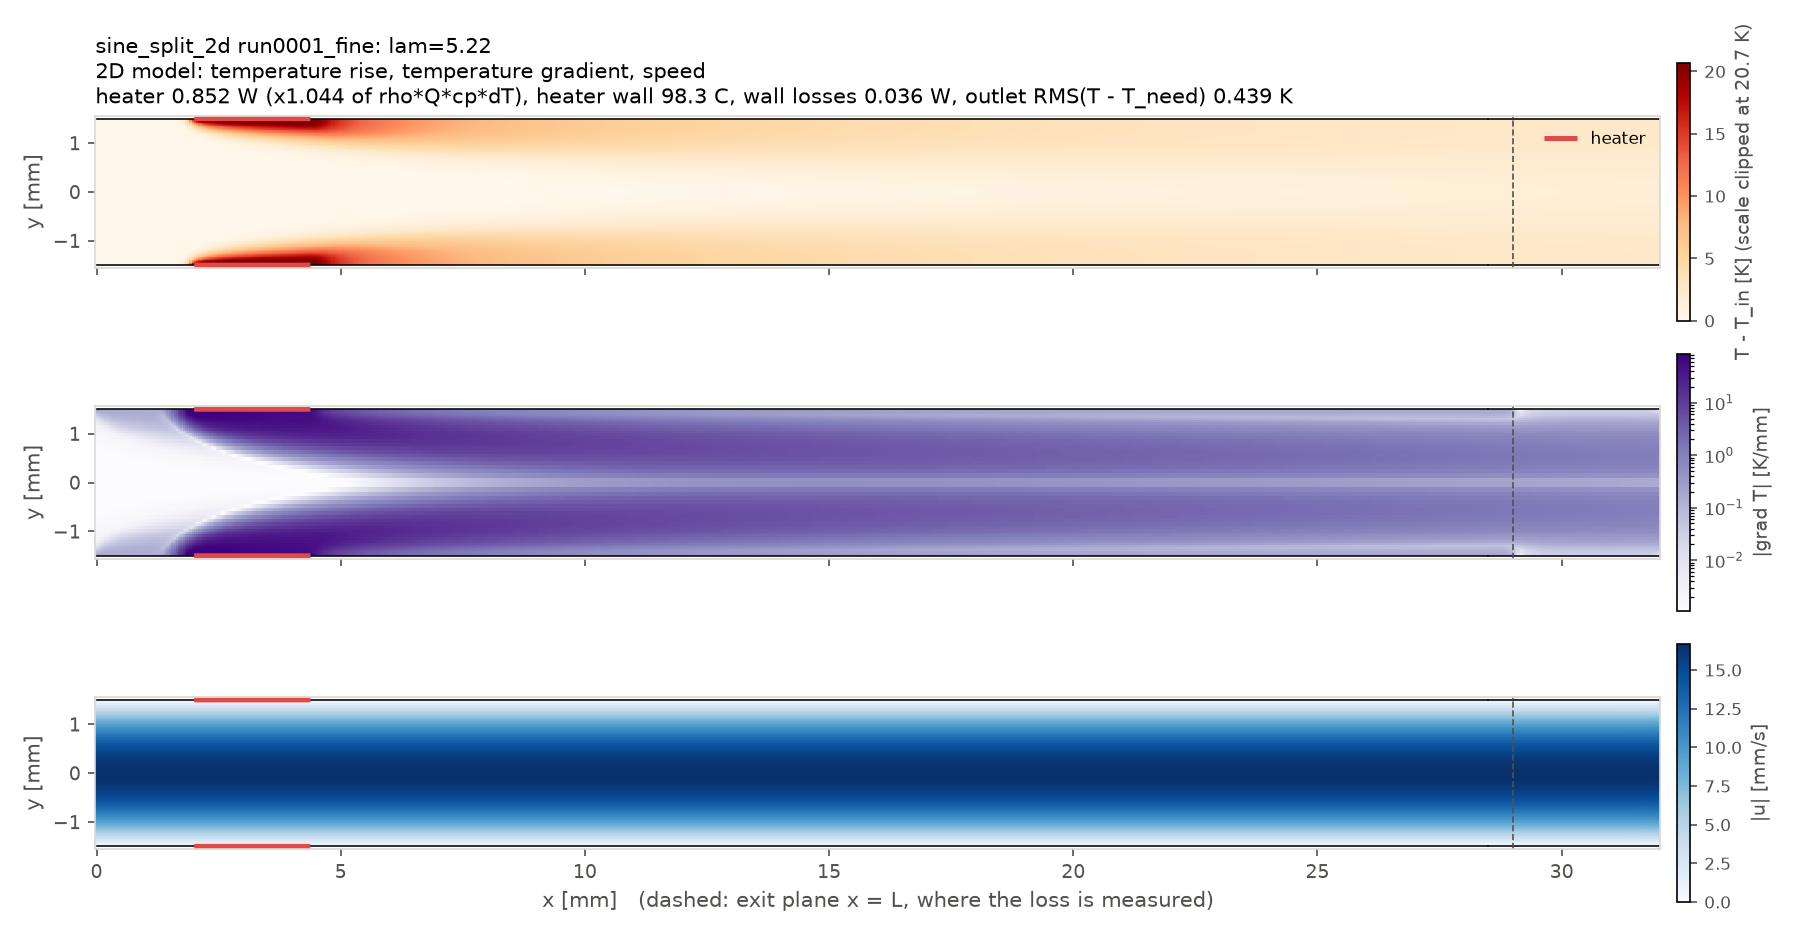 sine_split_2d run0001_fine: lam=5.22
2D model: temperature rise, temperature gradient, speed
heater 0.852 W (x1.044 of rho*Q*cp*dT), heater wall 98.3 C, wall losses 0.036 W, outlet RMS(T - T_need) 0.439 K
y [mm]
1
0
−1
heater
20
15
10
5
0
T - T_in [K] (scale clipped at 20.7 K)
y [mm]
1
0
−1
10¹
10⁰
10⁻¹
10⁻²
|grad T| [K/mm]
y [mm]
1
0
−1
15.0
12.5
10.0
7.5
5.0
2.5
0.0
|u| [mm/s]
0 5 10 15 20 25 30
x [mm]   (dashed: exit plane x = L, where the loss is measured)